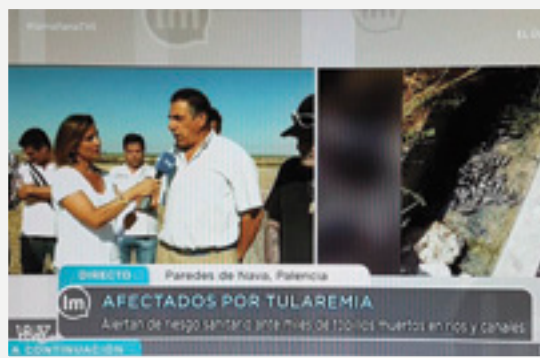 DIRECTO
Paredes de Nava, Palencia
lm
AFECTADOS POR TULAREMIA
Alertan de riesgo sanitario ante miles de topillos muertos en ríos y canales
A CONTINUACIÓN